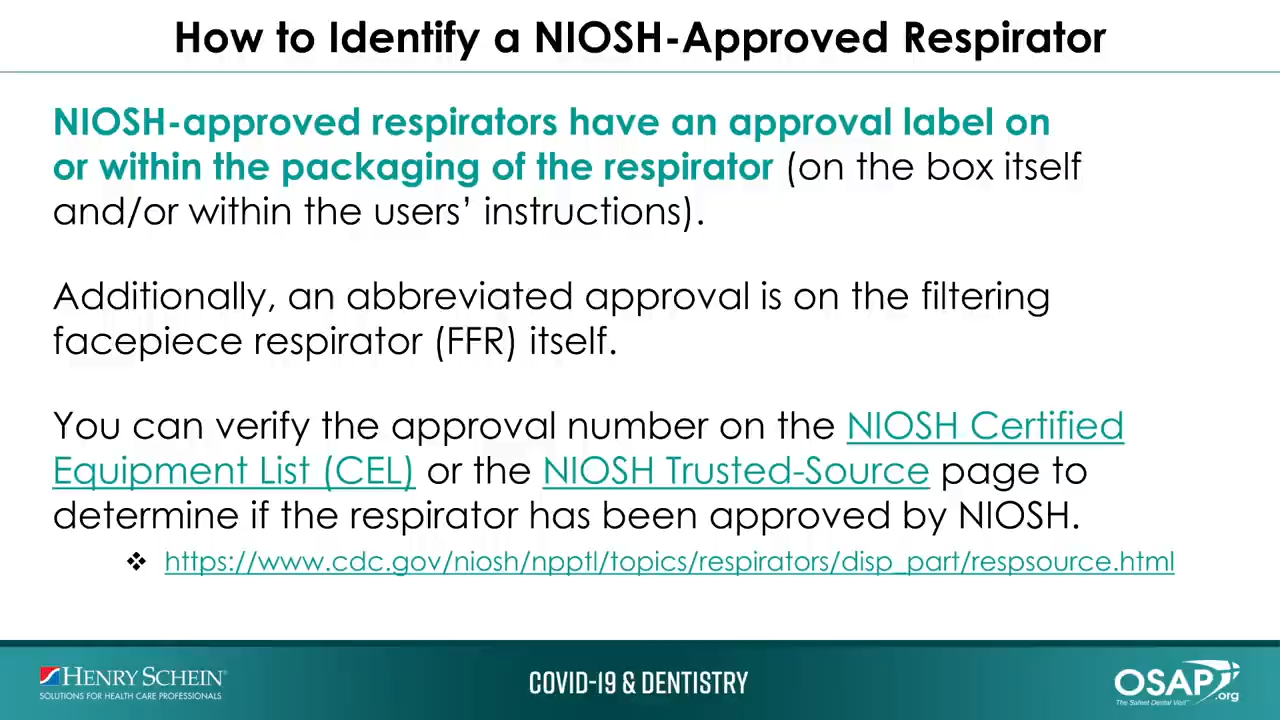 How to Identify a NIOSH-Approved Respirator
NIOSH-approved respirators have an approval label on
or within the packaging of the respirator (on the box itself
and/or within the users’ instructions).
Additionally, an abbreviated approval is on the filtering
facepiece respirator (FFR) itself.
You can verify the approval number on the NIOSH Certified
Equipment List (CEL) or the NIOSH Trusted-Source page to
determine if the respirator has been approved by NIOSH.
❖ https://www.cdc.gov/niosh/npptl/topics/respirators/disp_part/respsource.html
HENRY SCHEIN®
SOLUTIONS FOR HEALTH CARE PROFESSIONALS
COVID-19 & DENTISTRY
OSAP.org
The Safest Dental Visit™